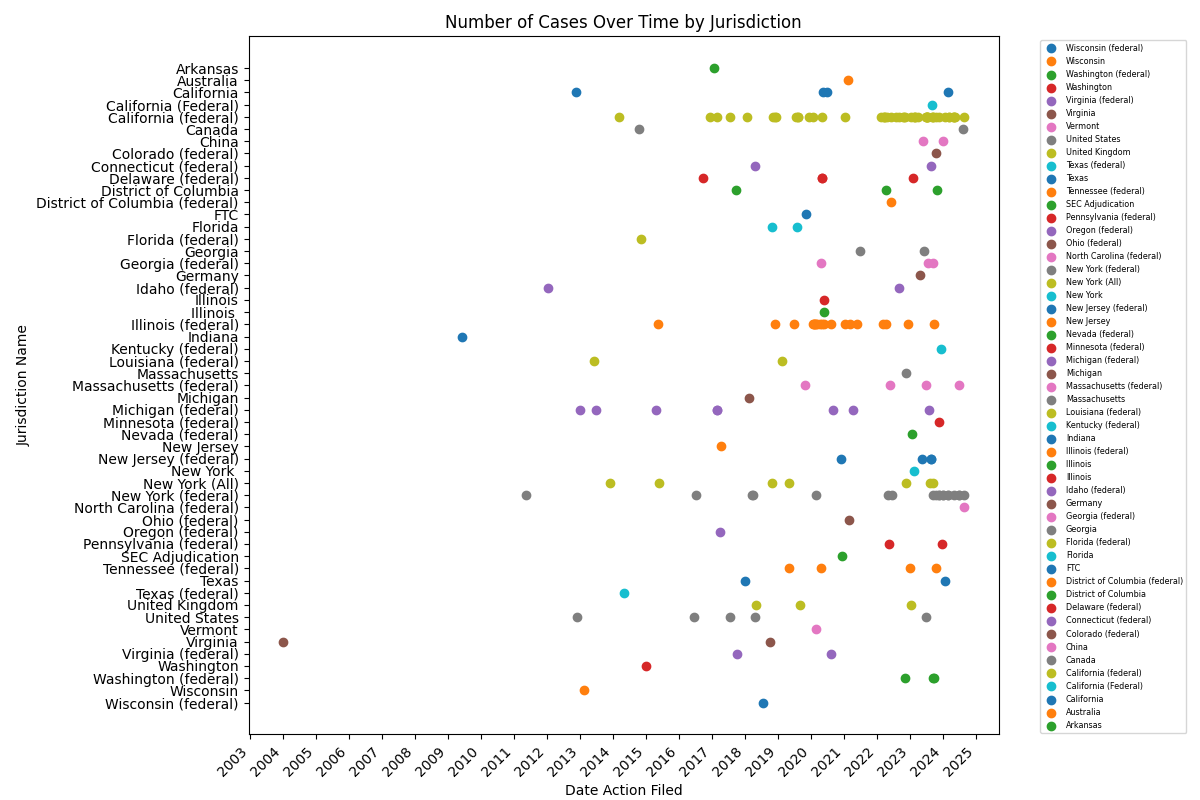 Number of Cases Over Time by Jurisdiction
Jurisdiction Name
Arkansas
Australia
California
California (Federal)
California (federal)
Canada
China
Colorado (federal)
Connecticut (federal)
Delaware (federal)
District of Columbia
District of Columbia (federal)
FTC
Florida
Florida (federal)
Georgia
Georgia (federal)
Germany
Idaho (federal)
Illinois
Illinois
Illinois (federal)
Indiana
Kentucky (federal)
Louisiana (federal)
Massachusetts
Massachusetts (federal)
Michigan
Michigan (federal)
Minnesota (federal)
Nevada (federal)
New Jersey
New Jersey (federal)
New York
New York (All)
New York (federal)
North Carolina (federal)
Ohio (federal)
Oregon (federal)
Pennsylvania (federal)
SEC Adjudication
Tennessee (federal)
Texas
Texas (federal)
United Kingdom
United States
Vermont
Virginia
Virginia (federal)
Washington
Washington (federal)
Wisconsin
Wisconsin (federal)
2003 2004 2005 2006 2007 2008 2009 2010 2011 2012 2013 2014 2015 2016 2017 2018 2019 2020 2021 2022 2023 2024 2025
Date Action Filed
Wisconsin (federal)
Wisconsin
Washington (federal)
Washington
Virginia (federal)
Virginia
Vermont
United States
United Kingdom
Texas (federal)
Texas
Tennessee (federal)
SEC Adjudication
Pennsylvania (federal)
Oregon (federal)
Ohio (federal)
North Carolina (federal)
New York (federal)
New York (All)
New York
New Jersey (federal)
New Jersey
Nevada (federal)
Minnesota (federal)
Michigan (federal)
Michigan
Massachusetts (federal)
Massachusetts
Louisiana (federal)
Kentucky (federal)
Indiana
Illinois (federal)
Illinois
Illinois
Idaho (federal)
Germany
Georgia (federal)
Georgia
Florida (federal)
Florida
FTC
District of Columbia (federal)
District of Columbia
Delaware (federal)
Connecticut (federal)
Colorado (federal)
China
Canada
California (federal)
California (Federal)
California
Australia
Arkansas